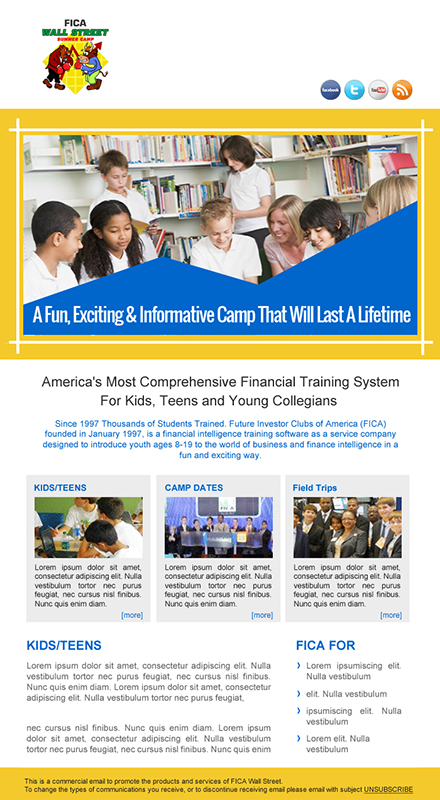 FICA
WALL STREET
SUMMER CAMP
facebook
You Tube
A Fun, Exciting & Informative Camp That Will Last A Lifetime
America's Most Comprehensive Financial Training System
For Kids, Teens and Young Collegians
Since 1997 Thousands of Students Trained. Future Investor Clubs of America (FICA)
founded in January 1997, is a financial intelligence training software as a service company
designed to introduce youth ages 8-19 to the world of business and finance intelligence in a
fun and exciting way.
KIDS/TEENS
Lorem ipsum dolor sit amet,
consectetur adipiscing elit. Nulla
vestibulum tortor nec purus
feugiat, nec cursus nisl finibus.
Nunc quis enim diam.
[more]
CAMP DATES
FICA
Lorem ipsum dolor sit amet,
consectetur adipiscing elit. Nulla
vestibulum tortor nec purus
feugiat, nec cursus nisl finibus.
Nunc quis enim diam.
[more]
Field Trips
Lorem ipsum dolor sit amet,
consectetur adipiscing elit. Nulla
vestibulum tortor nec purus
feugiat, nec cursus nisl finibus.
Nunc quis enim diam.
[more]
KIDS/TEENS
Lorem ipsum dolor sit amet, consectetur adipiscing elit. Nulla
vestibulum tortor nec purus feugiat, nec cursus nisl finibus.
Nunc quis enim diam. Lorem ipsum dolor sit amet, consectetur
adipiscing elit. Nulla vestibulum tortor nec purus feugiat,
nec cursus nisl finibus. Nunc quis enim diam. Lorem ipsum
dolor sit amet, consectetur adipiscing elit. Nulla vestibulum
tortor nec purus feugiat, nec cursus nisl finibus. Nunc quis enim
FICA FOR
Lorem ipsumiscing elit.
Nulla vestibulum
elit. Nulla vestibulum
ipsumiscing elit. Nulla
vestibulum
Lorem elit. Nulla
vestibulum
This is a commercial email to promote the products and services of FICA Wall Street.
To change the types of communications you receive, or to discontinue receiving email please email with subject UNSUBSCRIBE